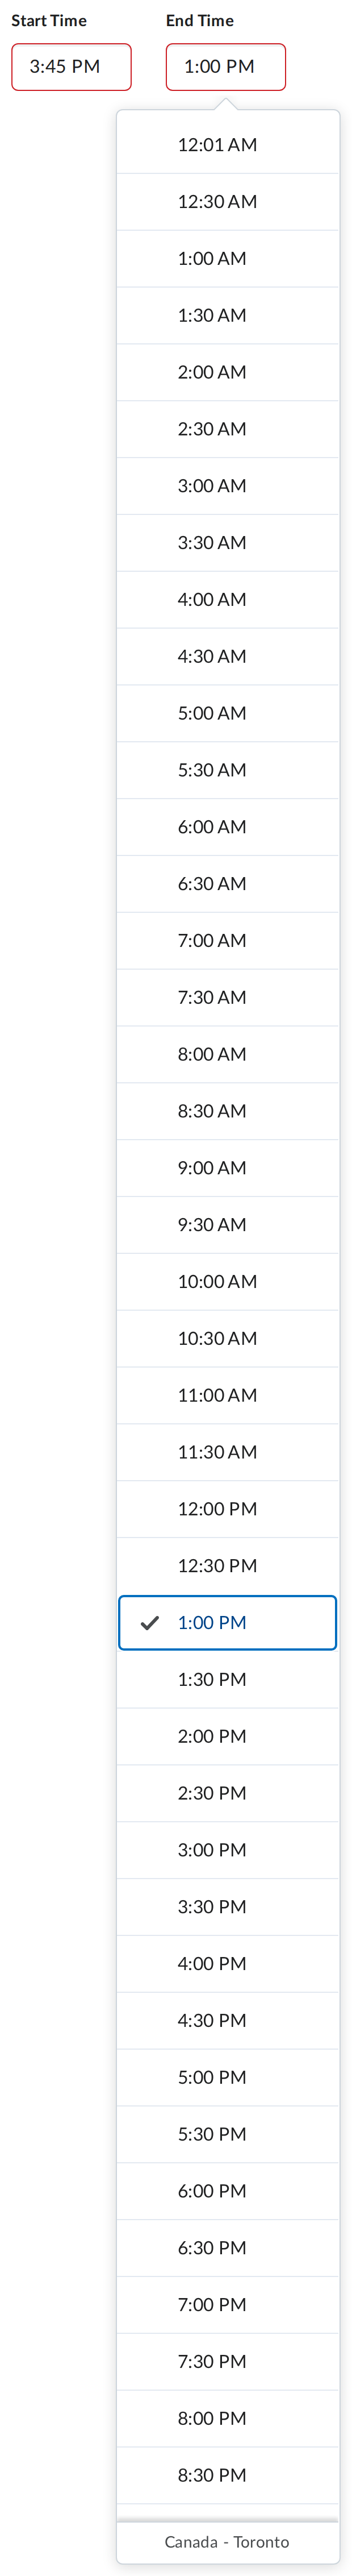 Start Time End Time
3:45 PM 1:00 PM
12:01 AM
12:30 AM
1:00 AM
1:30 AM
2:00 AM
2:30 AM
3:00 AM
3:30 AM
4:00 AM
4:30 AM
5:00 AM
5:30 AM
6:00 AM
6:30 AM
7:00 AM
7:30 AM
8:00 AM
8:30 AM
9:00 AM
9:30 AM
10:00 AM
10:30 AM
11:00 AM
11:30 AM
12:00 PM
12:30 PM
1:00 PM
1:30 PM
2:00 PM
2:30 PM
3:00 PM
3:30 PM
4:00 PM
4:30 PM
5:00 PM
5:30 PM
6:00 PM
6:30 PM
7:00 PM
7:30 PM
8:00 PM
8:30 PM
Canada - Toronto